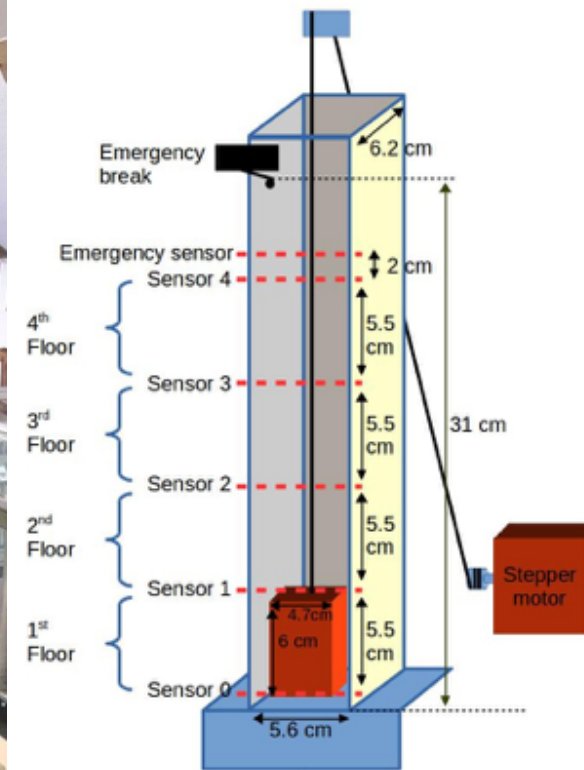 6.2 cm
Emergency
break
Emergency sensor
2 cm
Sensor 4
4th
Floor
5.5
cm
Sensor 3
3rd
Floor
5.5
cm
31 cm
Sensor 2
2nd
Floor
5.5
cm
Sensor 1
Stepper
motor
1st
Floor
4.7cm
6 cm
5.5
cm
Sensor 0
5.6 cm